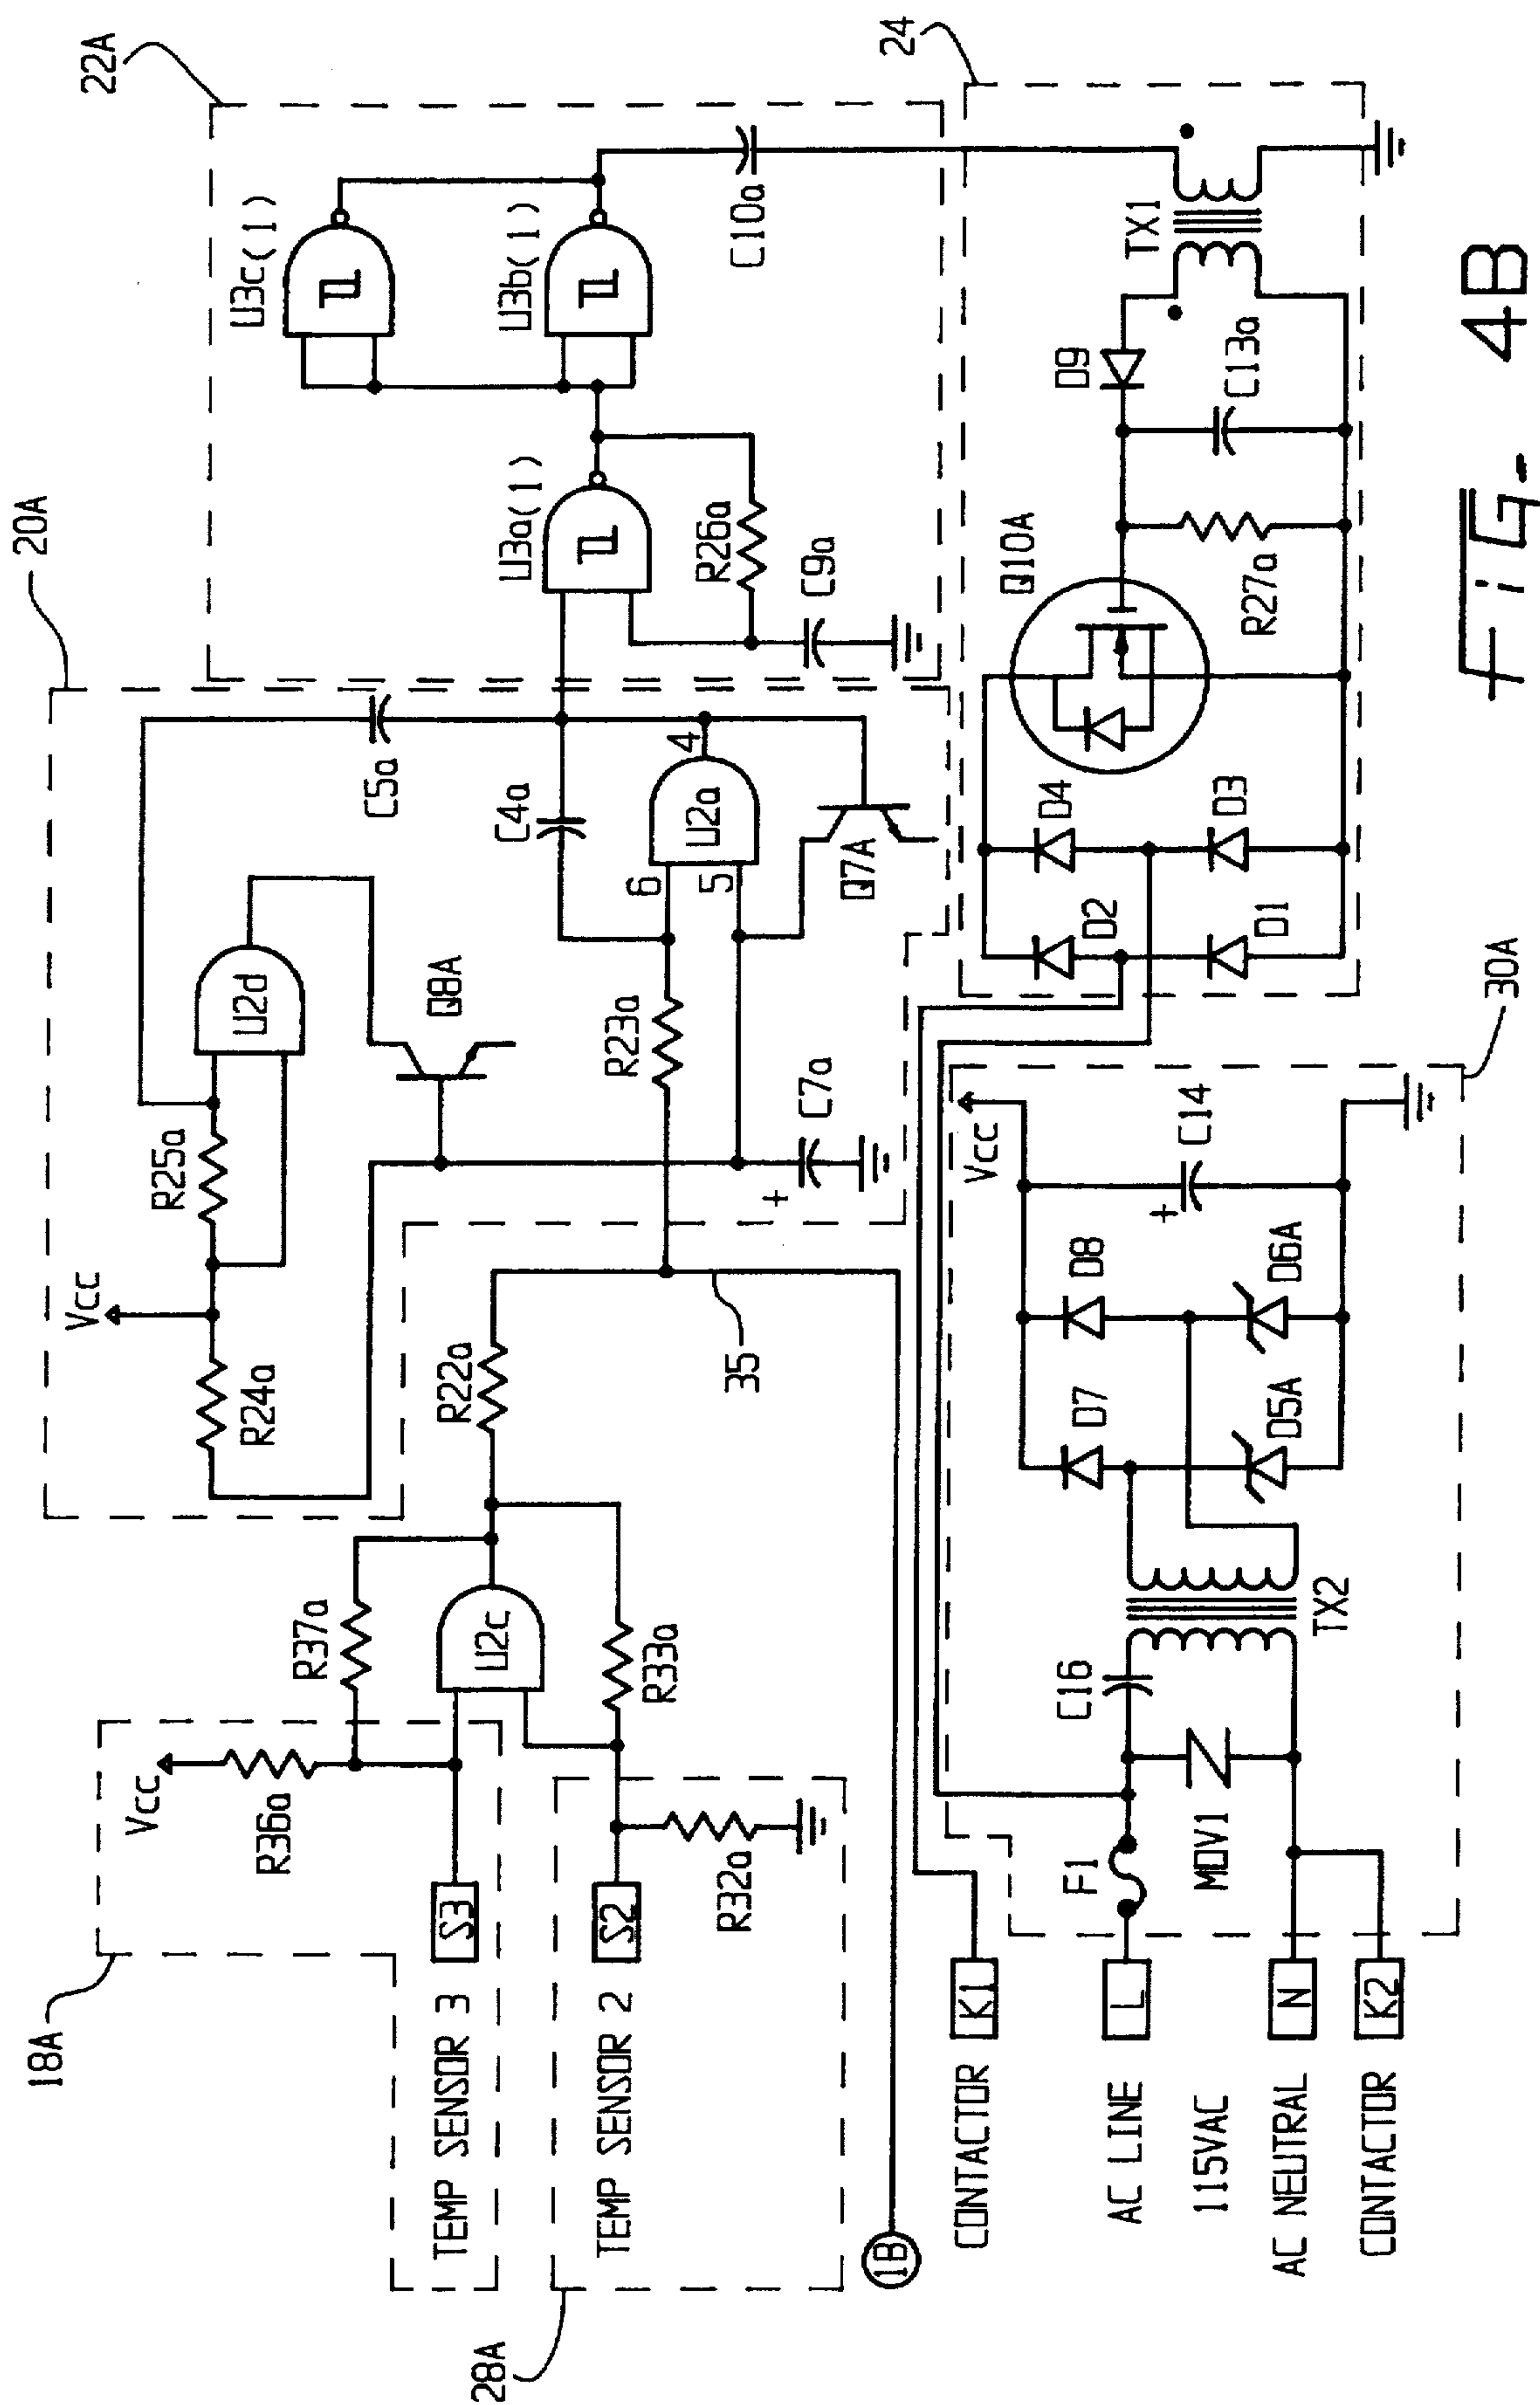 20A
22A
18A
28A
24
30A
Vcc
R24a
R25a
U2d
Q8A
C5a
C4a
U3c(1)
U3b(1)
U3a(1)
R26a
C9a
C10a
Vcc
R36a
R37a
S3
TEMP SENSOR 3
U2c
R33a
S2
TEMP SENSOR 2
R32a
R22a
R23a
35
6
5
4
U2a
Q7A
+
C7a
1B
K1
CONTACTOR
L
AC LINE
115VAC
N
AC NEUTRAL
K2
CONTACTOR
F1
MOV1
C16
TX2
D7
D8
D5A
D6A
Vcc
+
C14
D2
D4
D1
D3
Q10A
R27a
D9
C13a
TX1
FiG. 4B